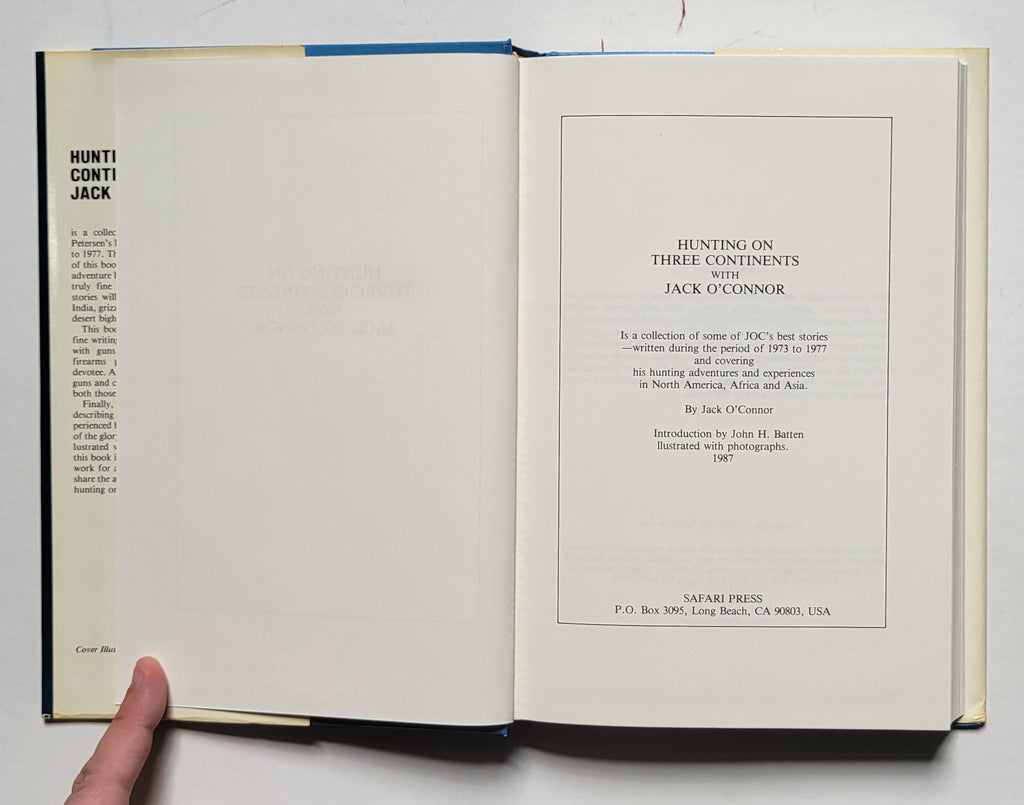 HUNTI
CONTI
JACK
is a collec
Petersen's
to 1977. Th
of this boo
adventure
truly fine
stories will
India, griz
desert bigh
This boo
fine writin
with guns
firearms
devotee. A
guns and c
both those
Finally,
describing
perienced
of the glor
lustrated
this book i
work for a
share the a
hunting or
Cover Illus
HUNTING ON
THREE CONTINENTS
WITH
JACK O'CONNOR
Is a collection of some of JOC's best stories
—written during the period of 1973 to 1977
and covering
his hunting adventures and experiences
in North America, Africa and Asia.
By Jack O'Connor
Introduction by John H. Batten
llustrated with photographs.
1987
SAFARI PRESS
P.O. Box 3095, Long Beach, CA 90803, USA